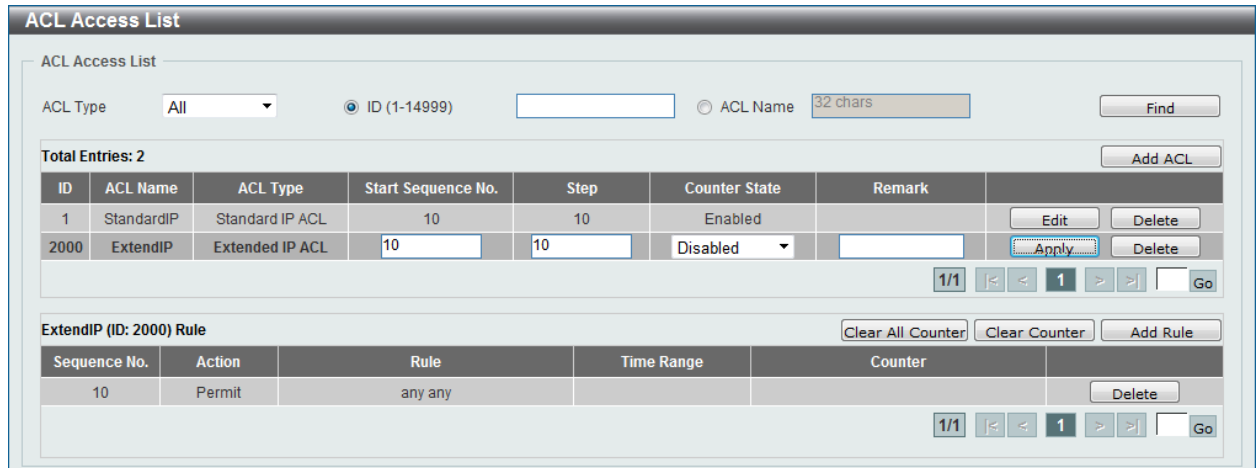 ACL Access List
ACL Access List
ACL Type All ID (1-14999) ACL Name 32 chars Find
Total Entries: 2 Add ACL
ID ACL Name ACL Type Start Sequence No. Step Counter State Remark
1 StandardIP Standard IP ACL 10 10 Enabled Edit Delete
2000 ExtendIP Extended IP ACL 10 10 Disabled Apply Delete
1/1 |< < 1 > >| Go
ExtendIP (ID: 2000) Rule Clear All Counter Clear Counter Add Rule
Sequence No. Action Rule Time Range Counter
10 Permit any any Delete
1/1 |< < 1 > >| Go